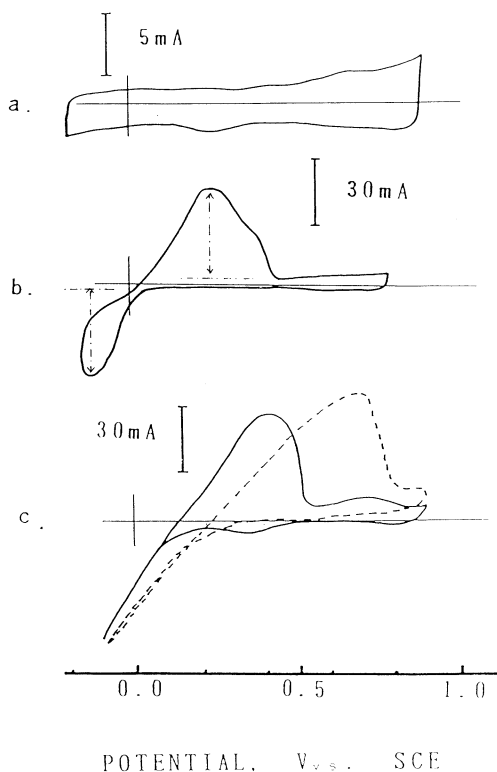 5mA
a.
30mA
b.
30mA
c.
0.0 0.5 1.0
POTENTIAL, Vvs. SCE